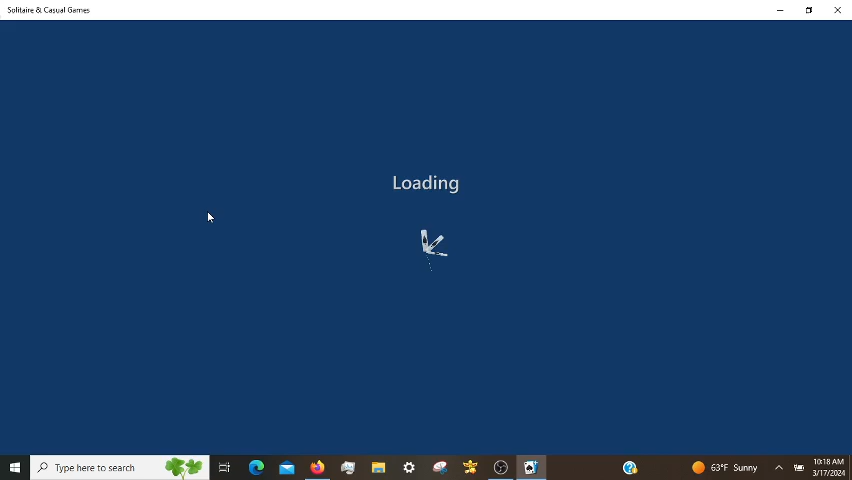 Solitaire & Casual Games
Loading
Type here to search
63°F Sunny
10:18 AM
3/17/2024